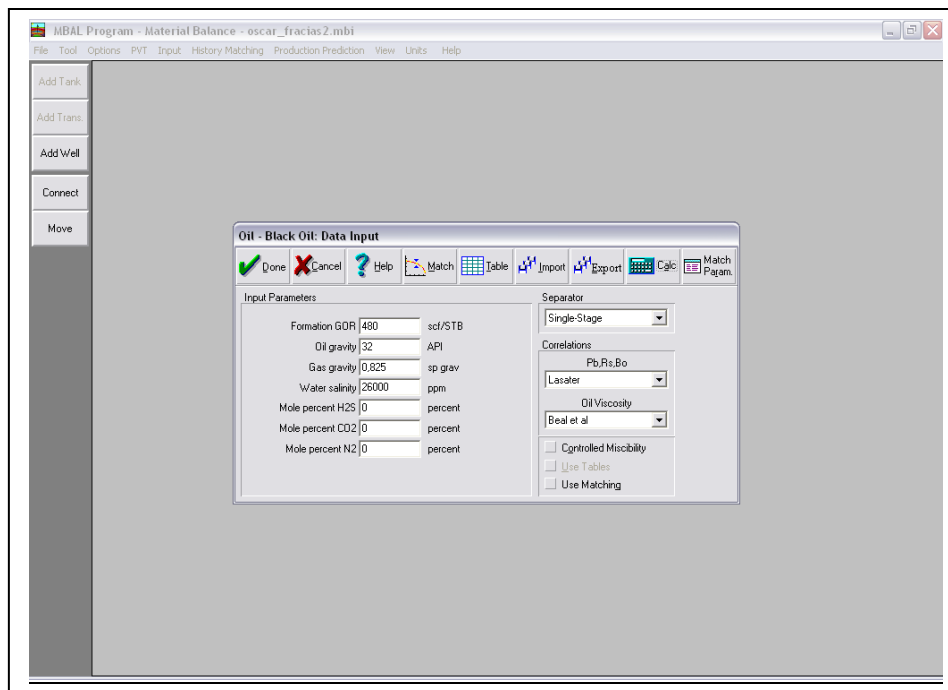 MBAL Program - Material Balance - oscar_fracias2.mbi
File Tool Options PVT Input History Matching Production Prediction View Units Help
Add Tank
Add Trans.
Add Well
Connect
Move
Oil - Black Oil: Data Input
Done Cancel Help Match Table Import Export Calc Match Param.
Input Parameters
Formation GOR 480 scf/STB
Oil gravity 32 API
Gas gravity 0,825 sp grav
Water salinity 26000 ppm
Mole percent H2S 0 percent
Mole percent CO2 0 percent
Mole percent N2 0 percent
Separator
Single-Stage
Correlations
Pb,Rs,Bo
Lasater
Oil Viscosity
Beal et al
Controlled Miscibility
Use Tables
Use Matching